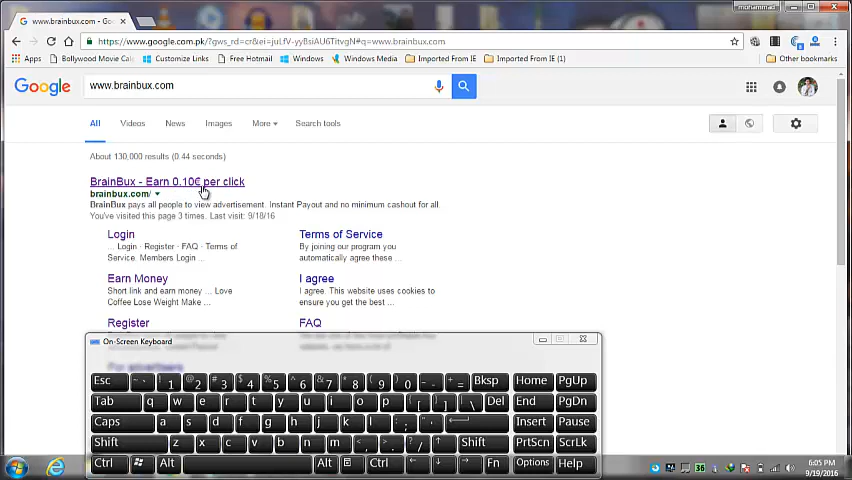 mohammad
G www.brainbux.com - Goo
https://www.google.com.pk/?gws_rd=cr&ei=juLfV-yyBsiAU6TitvgN#q=www.brainbux.com
Apps Bollywood Movie Cal Free Hotmail Customize Links Windows Windows Media Imported From IE Imported From IE (1) Other bookmarks
Google www.brainbux.com
All Videos News Images More Search tools
About 130,000 results (0.44 seconds)
BrainBux - Earn 0.10€ per click
brainbux.com/
BrainBux pays all people to view advertisement. Instant Payout and no minimum cashout for all.
You've visited this page 3 times. Last visit: 9/18/16
Login Terms of Service
... Login · Register · FAQ · Terms of By joining our program you
Service. Members Login ... automatically agree these ...
Earn Money I agree
Short link and earn money ... Love I agree. This website uses cookies to
Coffee Lose Weight Make ... ensure you get the best ...
Register FAQ
For advertisers
On-Screen Keyboard
Esc ~ ` ! 1 @ 2 # 3 $ 4 % 5 ^ 6 & 7 * 8 ( 9 ) 0 _ - + = Bksp Home PgUp
Tab q w e r t y u i o p { [ } ] | \ Del End PgDn
Caps a s d f g h j k l : ; " ' Insert Pause
Shift z x c v b n m < , > . ? / Shift PrtScn ScrLk
Ctrl Alt Alt Ctrl Fn Options Help
36
6:05 PM
9/19/2016